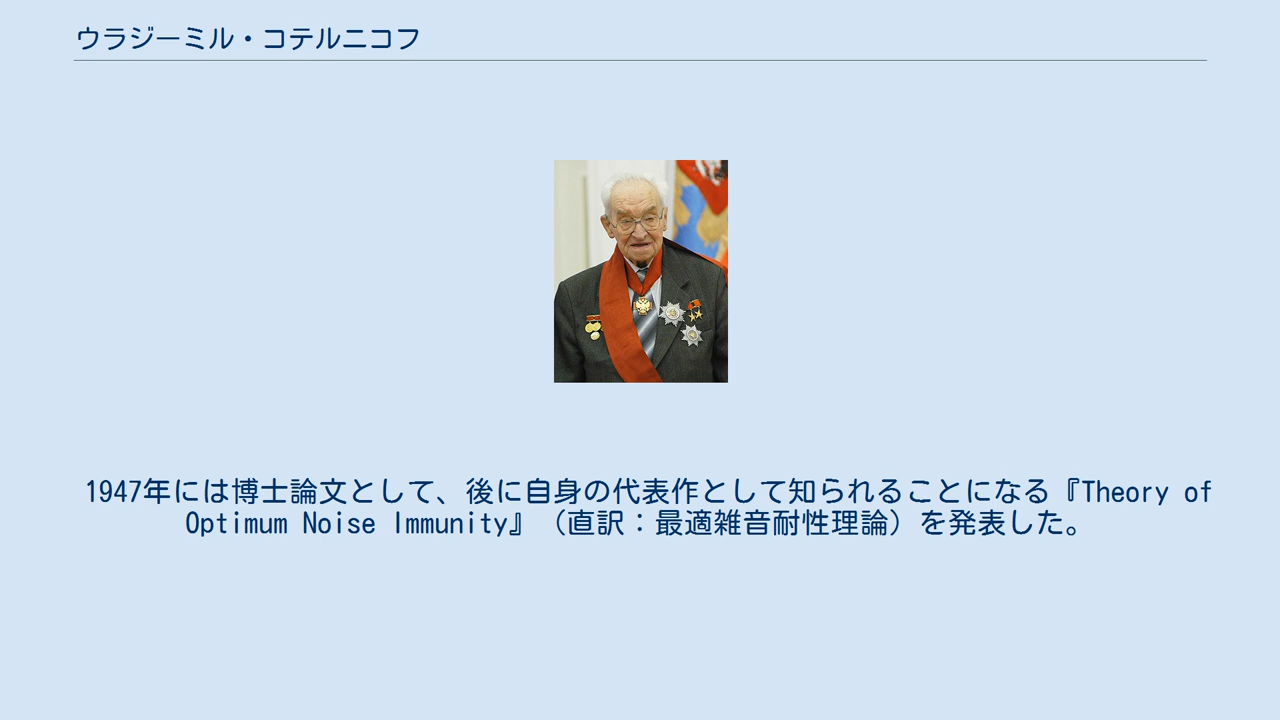 ウラジーミル・コテルニコフ
1947年には博士論文として、後に自身の代表作として知られることになる『Theory of
Optimum Noise Immunity』（直訳：最適雑音耐性理論）を発表した。